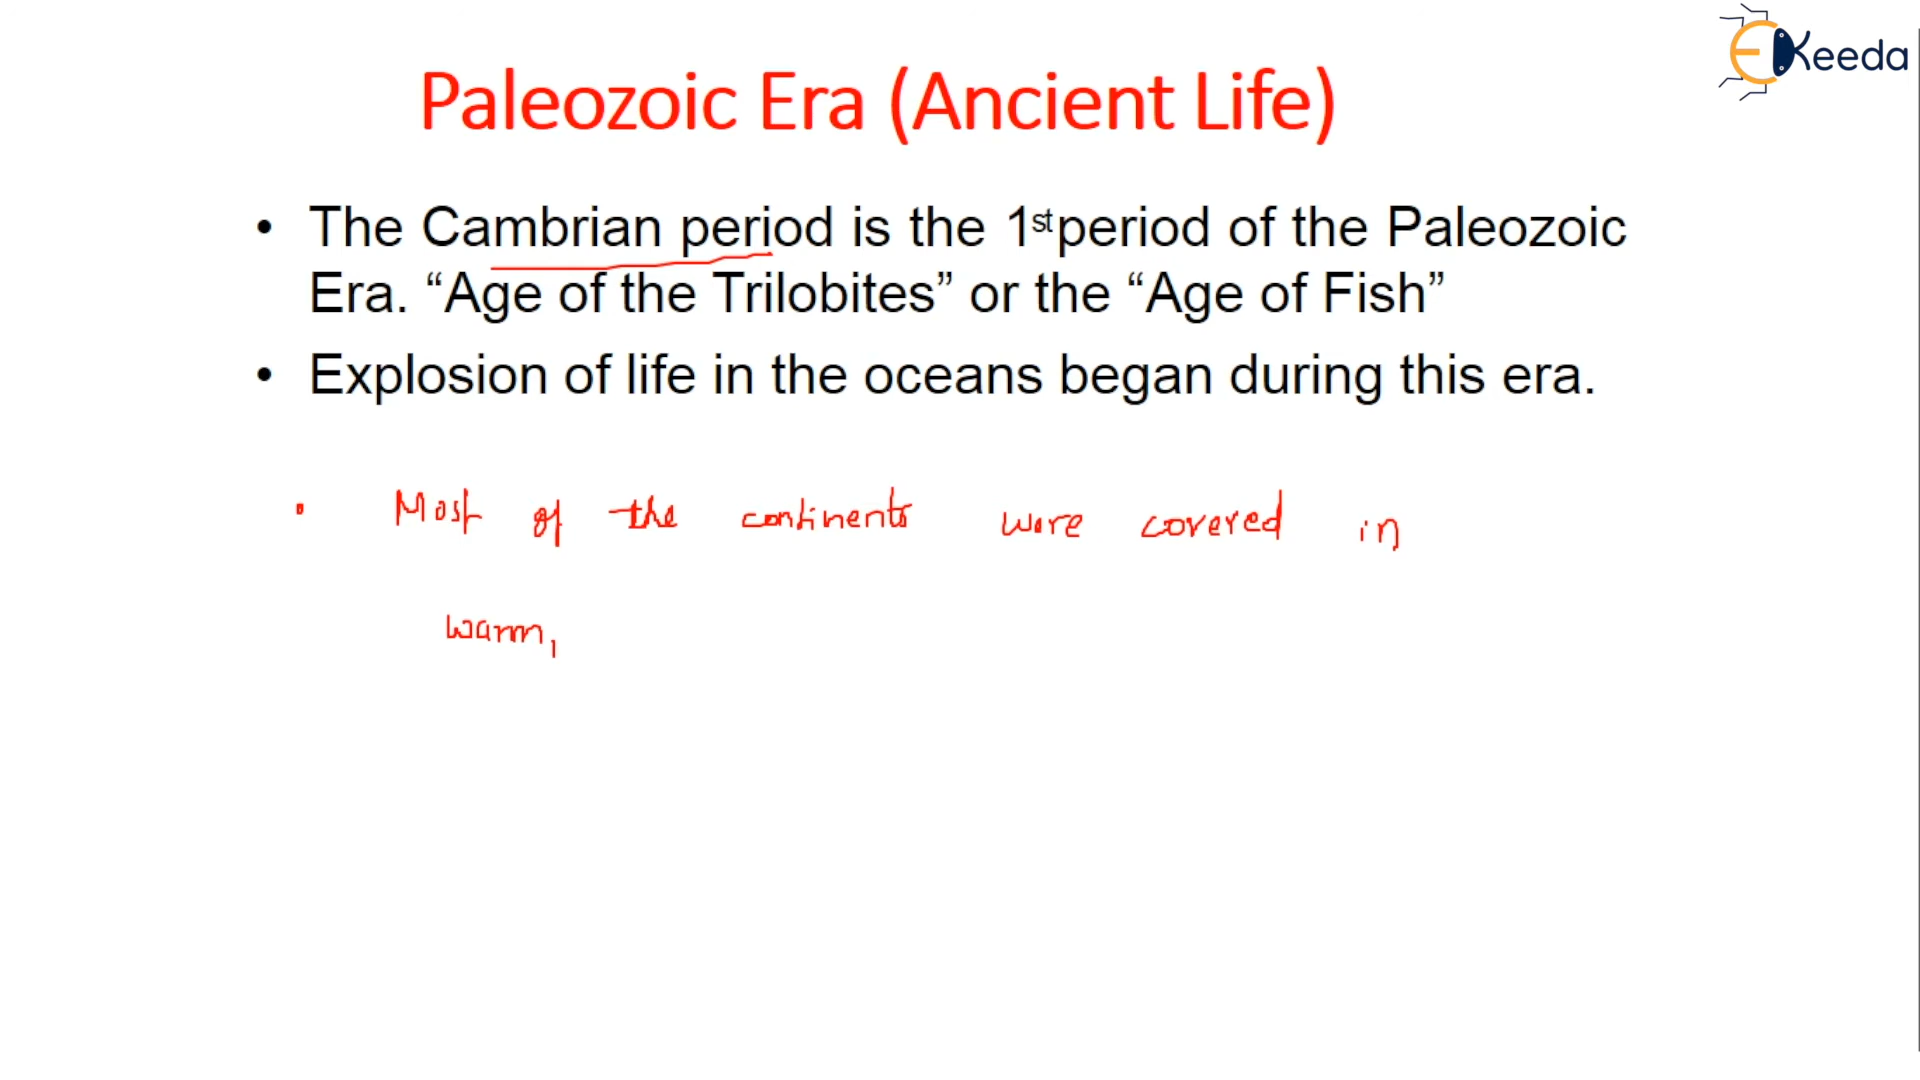 EKeeda
Paleozoic Era (Ancient Life)
• The Cambrian period is the 1st period of the Paleozoic
Era. “Age of the Trilobites” or the “Age of Fish”
• Explosion of life in the oceans began during this era.
• Most of the continents were covered in
warm,